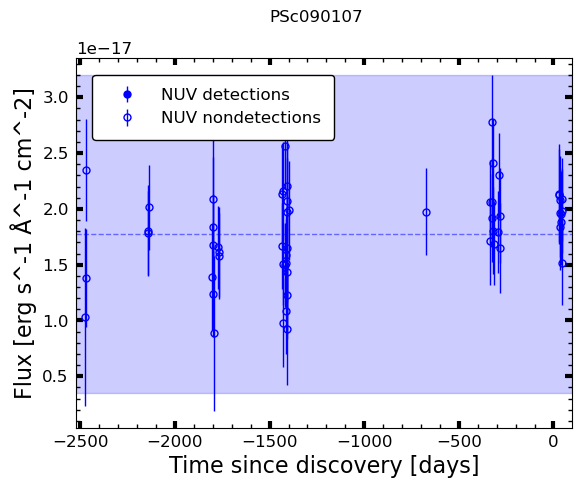 PSc090107
1e−17
NUV detections
NUV nondetections
3.0
2.5
2.0
1.5
1.0
0.5
Flux [erg s^-1 Å^-1 cm^-2]
−2500 −2000 −1500 −1000 −500 0
Time since discovery [days]